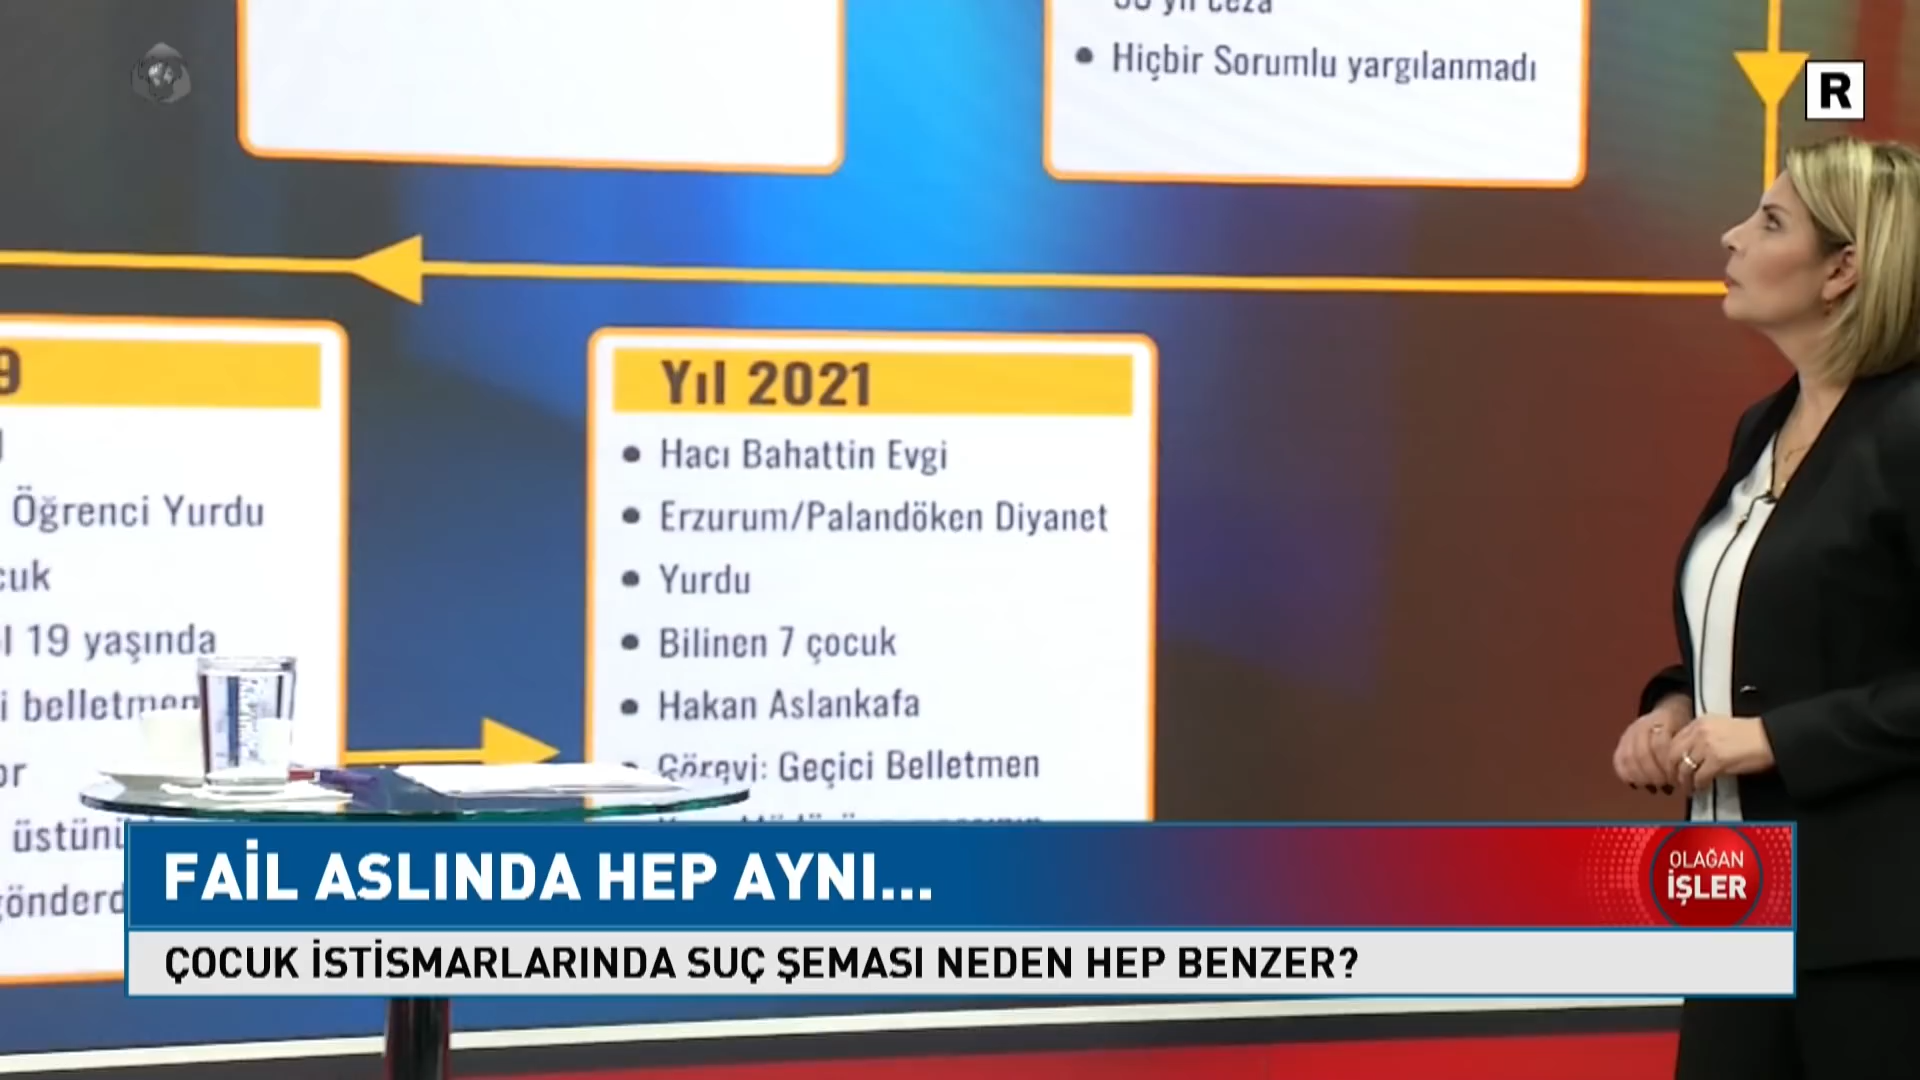 Hiçbir Sorumlu yargılanmadı
R
9
Öğrenci Yurdu
19 yaşında
belletmen
Yıl 2021
Hacı Bahattin Evgi
Erzurum/Palandöken Diyanet
Yurdu
Bilinen 7 çocuk
Hakan Aslankafa
Görevi: Geçici Belletmen
FAİL ASLINDA HEP AYNI...
OLAĞAN
İŞLER
ÇOCUK İSTİSMARLARINDA SUÇ ŞEMASI NEDEN HEP BENZER?